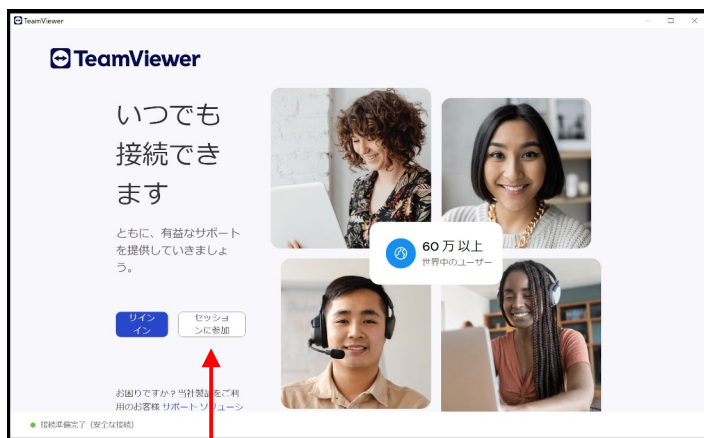 TeamViewer
TeamViewer
いつでも
接続でき
ます
ともに、有益なサポート
を提供していきましょ
う。
60 万 以上
世界中のユーザー
サイン
イン
セッショ
ンに参加
お困りですか？当社製品をご利
用のお客様 サポート ソリューシ
接続準備完了（安全な接続）